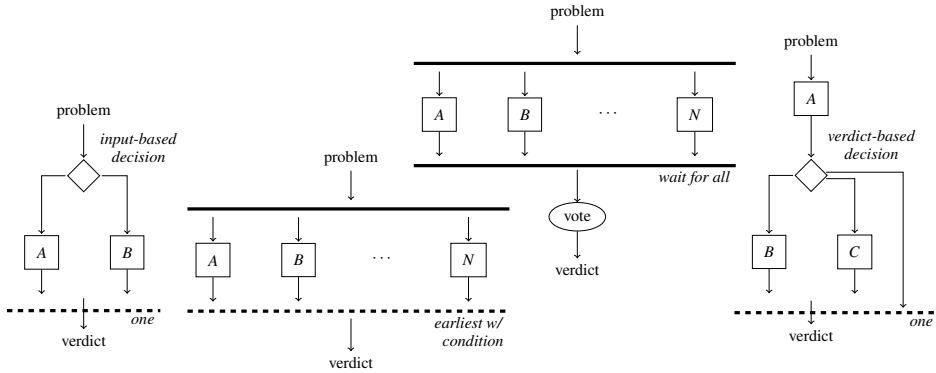 problem
input-based
decision
A
B
one
verdict
problem
A
B
...
N
earliest w/
condition
verdict
problem
A
B
...
N
wait for all
vote
verdict
problem
A
verdict-based
decision
B
C
one
verdict